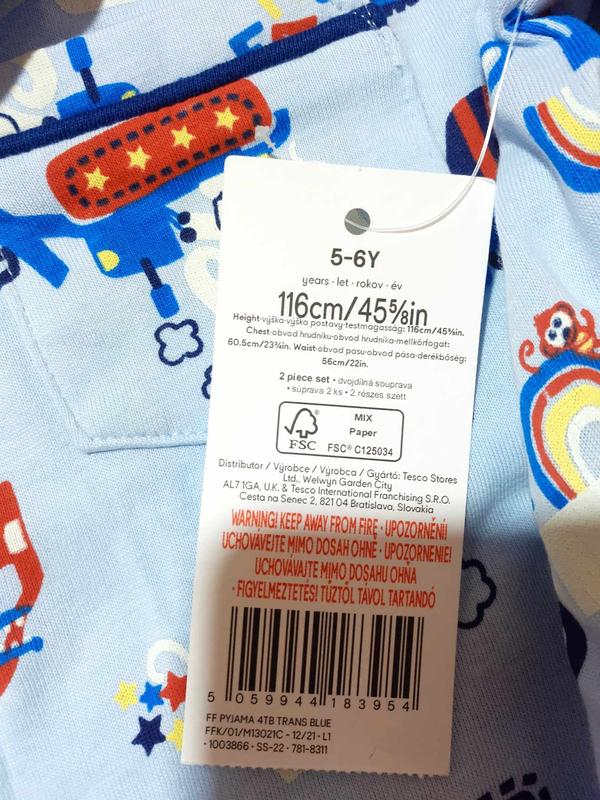 5-6Y
years · let · rokov · év
116cm/45⅝in
Height·výška·výška postavy·testmagasság: 116cm/45⅝in.
Chest·obvod hrudníku·obvod hrudníka·mellkörfogat:
60.5cm/23¾in. Waist·obvod pasu·obvod pása·derékbőség:
56cm/22in.
2 piece set · dvojdílná souprava
· súprava 2 ks · 2 részes szett
FSC
MIX
Paper
FSC® C125034
Distributor / Výrobce / Výrobca / Gyártó: Tesco Stores
Ltd., Welwyn Garden City
AL7 1GA, U.K. & Tesco International Franchising S.R.O.
Cesta na Senec 2, 821 04 Bratislava, Slovakia
WARNING! KEEP AWAY FROM FIRE · UPOZORNĚNÍ!
UCHOVÁVEJTE MIMO DOSAH OHNĚ · UPOZORNENIE!
UCHOVÁVAJTE MIMO DOSAHU OHŇA
· FIGYELMEZTETÉS! TŰZTŐL TÁVOL TARTANDÓ
5 059944 183954
FF PYJAMA 4TB TRANS BLUE
FFK/01/M13021C - 12/21 - L1
· 1003866 · SS-22 · 781-8311